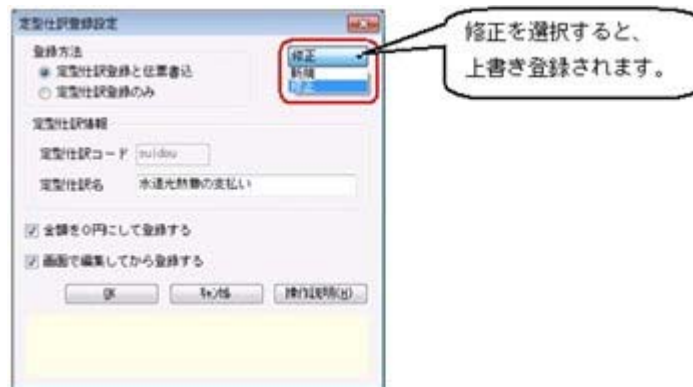 定型仕訳登録設定
登録方法
定型仕訳登録と伝票書込
定型仕訳登録のみ
修正
新規
修正
修正を選択すると、
上書き登録されます。
定型仕訳情報
定型仕訳コード suidou
定型仕訳名 水道光熱費の支払い
金額を0円にして登録する
画面で編集してから登録する
OK ｷｬﾝｾﾙ 操作説明(H)